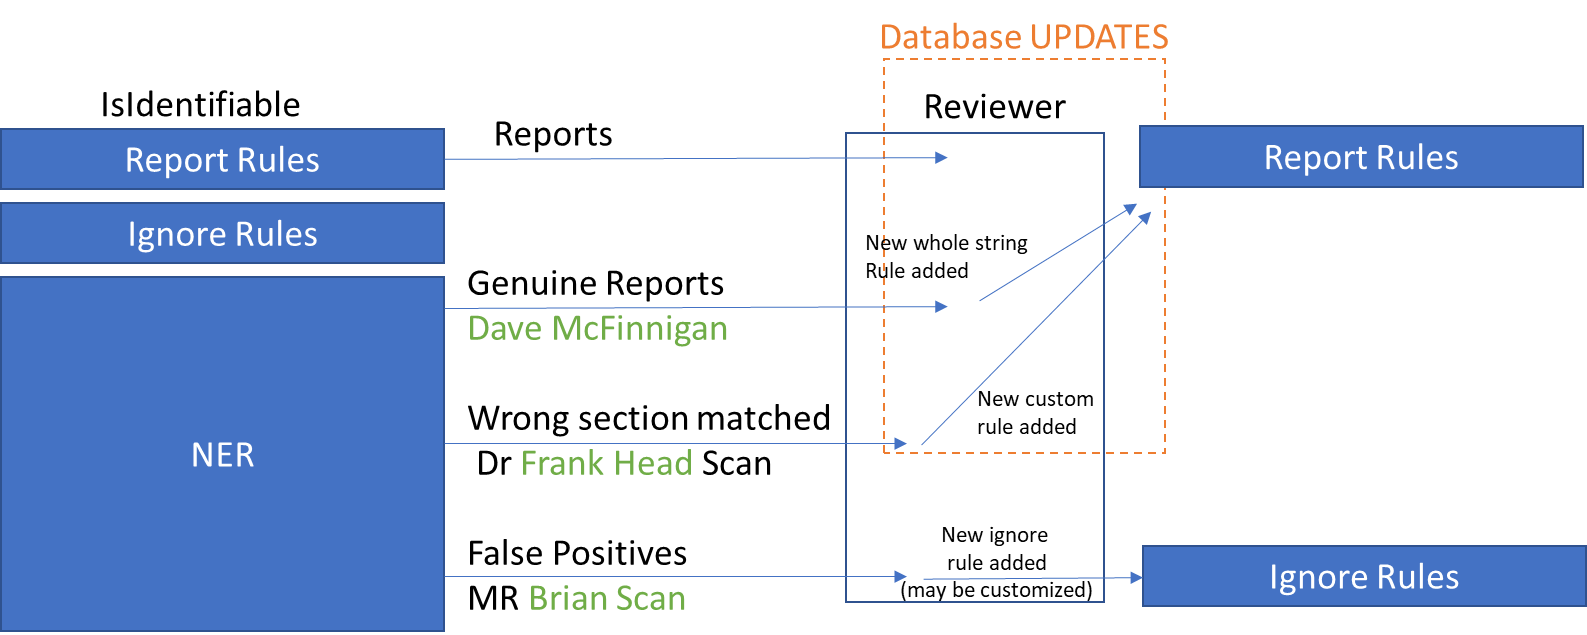 Database UPDATES
IsIdentifiable
Reviewer
Reports
Report Rules
Report Rules
Ignore Rules
New whole string
Rule added
Genuine Reports
Dave McFinnigan
New custom
rule added
Wrong section matched
Dr Frank Head Scan
NER
New ignore
rule added
(may be customized)
False Positives
MR Brian Scan
Ignore Rules